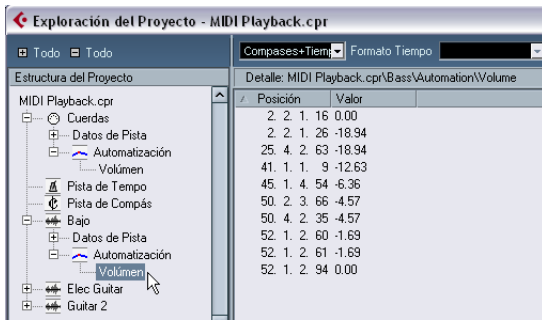 Exploración del Proyecto - MIDI Playback.cpr
Todo Todo
Compases+Tiem Formato Tiempo
Estructura del Proyecto
Detalle: MIDI Playback.cpr\Bass\Automation\Volume
Posición Valor
MIDI Playback.cpr
Cuerdas
Datos de Pista
Automatización
Volúmen
Pista de Tempo
Pista de Compás
Bajo
Datos de Pista
Automatización
Volúmen
Elec Guitar
Guitar 2
2. 2. 1. 16 0.00
2. 2. 1. 26 -18.94
25. 4. 2. 63 -18.94
41. 1. 1. 9 -12.63
45. 1. 4. 54 -6.36
50. 2. 3. 66 -4.57
50. 4. 2. 35 -4.57
52. 1. 2. 60 -1.69
52. 1. 2. 61 -1.69
52. 1. 2. 94 0.00